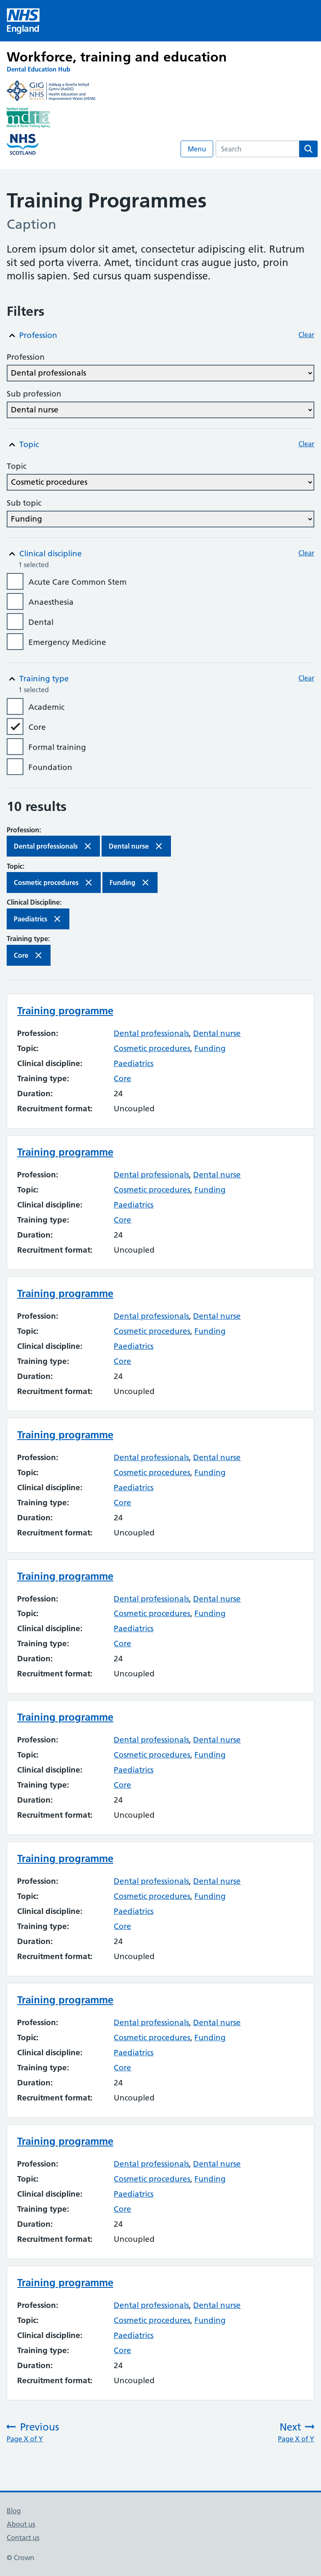 NHS
England
Workforce, training and education
Dental Education Hub
GIG
CYMRU
NHS
WALES
Addysg a Gwella Iechyd
Cymru (AaGIC)
Health Education and
Improvement Wales (HEIW)
mdtk
NHS
SCOTLAND
Menu
Search
Training Programmes
Caption
Lorem ipsum dolor sit amet, consectetur adipiscing elit. Rutrum
sit sed porta viverra. Amet, tincidunt cras augue justo, proin
mollis sapien. Sed cursus quam suspendisse.
Filters
Profession
Clear
Profession
Dental professionals
Sub profession
Dental nurse
Topic
Clear
Topic
Cosmetic procedures
Sub topic
Funding
Clinical discipline
Clear
1 selected
Acute Care Common Stem
Anaesthesia
Dental
Emergency Medicine
Training type
Clear
1 selected
Academic
Core
Formal training
Foundation
10 results
Profession:
Dental professionals
Dental nurse
Topic:
Cosmetic procedures
Funding
Clinical Discipline:
Paediatrics
Training type:
Core
Training programme
Profession: Dental professionals, Dental nurse
Topic: Cosmetic procedures, Funding
Clinical discipline: Paediatrics
Training type: Core
Duration: 24
Recruitment format: Uncoupled
Training programme
Profession: Dental professionals, Dental nurse
Topic: Cosmetic procedures, Funding
Clinical discipline: Paediatrics
Training type: Core
Duration: 24
Recruitment format: Uncoupled
Training programme
Profession: Dental professionals, Dental nurse
Topic: Cosmetic procedures, Funding
Clinical discipline: Paediatrics
Training type: Core
Duration: 24
Recruitment format: Uncoupled
Training programme
Profession: Dental professionals, Dental nurse
Topic: Cosmetic procedures, Funding
Clinical discipline: Paediatrics
Training type: Core
Duration: 24
Recruitment format: Uncoupled
Training programme
Profession: Dental professionals, Dental nurse
Topic: Cosmetic procedures, Funding
Clinical discipline: Paediatrics
Training type: Core
Duration: 24
Recruitment format: Uncoupled
Training programme
Profession: Dental professionals, Dental nurse
Topic: Cosmetic procedures, Funding
Clinical discipline: Paediatrics
Training type: Core
Duration: 24
Recruitment format: Uncoupled
Training programme
Profession: Dental professionals, Dental nurse
Topic: Cosmetic procedures, Funding
Clinical discipline: Paediatrics
Training type: Core
Duration: 24
Recruitment format: Uncoupled
Training programme
Profession: Dental professionals, Dental nurse
Topic: Cosmetic procedures, Funding
Clinical discipline: Paediatrics
Training type: Core
Duration: 24
Recruitment format: Uncoupled
Training programme
Profession: Dental professionals, Dental nurse
Topic: Cosmetic procedures, Funding
Clinical discipline: Paediatrics
Training type: Core
Duration: 24
Recruitment format: Uncoupled
Training programme
Profession: Dental professionals, Dental nurse
Topic: Cosmetic procedures, Funding
Clinical discipline: Paediatrics
Training type: Core
Duration: 24
Recruitment format: Uncoupled
Previous
Page X of Y
Next
Page X of Y
Blog
About us
Contact us
© Crown